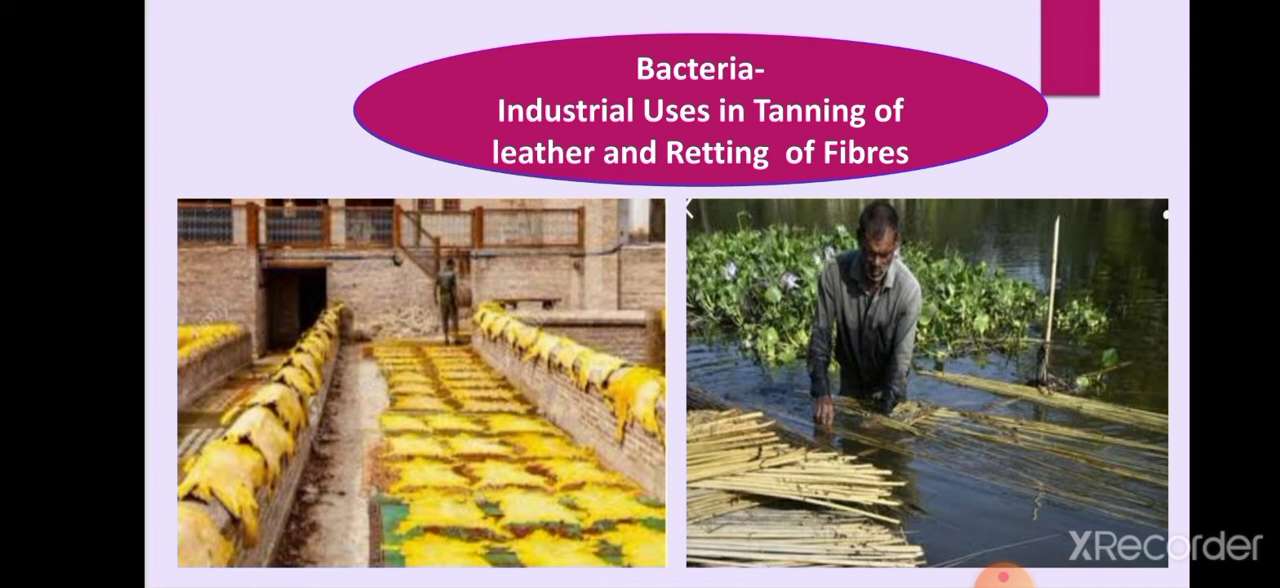 Bacteria-
Industrial Uses in Tanning of
leather and Retting of Fibres
XRecorder